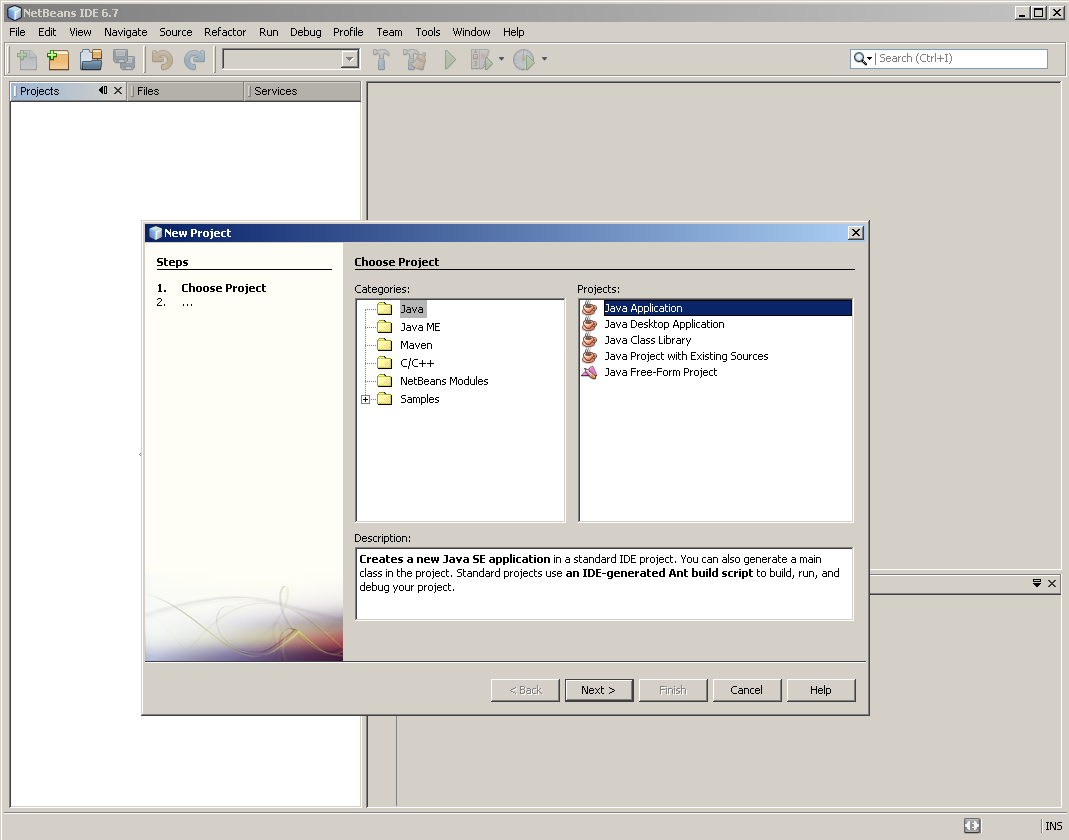 NetBeans IDE 6.7
File Edit View Navigate Source Refactor Run Debug Profile Team Tools Window Help
Search (Ctrl+I)
Projects Files Services
New Project
Steps
1. Choose Project
2. ...
Choose Project
Categories:
Java
Java ME
Maven
C/C++
NetBeans Modules
Samples
Projects:
Java Application
Java Desktop Application
Java Class Library
Java Project with Existing Sources
Java Free-Form Project
Description:
Creates a new Java SE application in a standard IDE project. You can also generate a main
class in the project. Standard projects use an IDE-generated Ant build script to build, run, and
debug your project.
< Back Next > Finish Cancel Help
INS